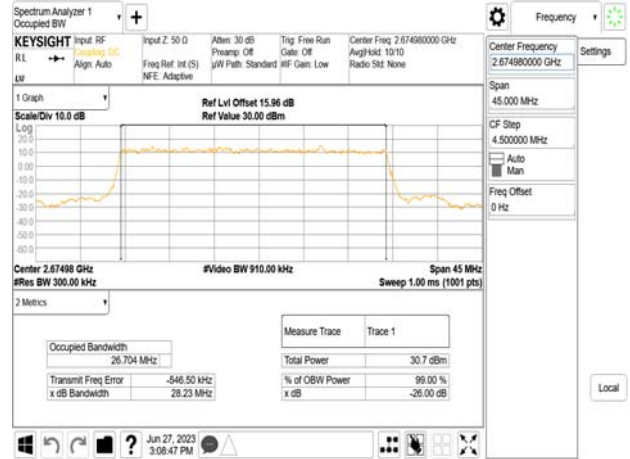 Spectrum Analyzer 1
Occupied BW
+
Frequency
KEYSIGHT
Input: RF
Coupling: DC
Align: Auto
RL
Input Z: 50 Ω
Freq Ref: Int (S)
NFE: Adaptive
Atten: 30 dB
Preamp: Off
µW Path: Standard
Trig: Free Run
Gate: Off
#IF Gain: Low
Center Freq: 2.674980000 GHz
Avg|Hold: 10/10
Radio Std: None
Center Frequency
2.674980000 GHz
Settings
Span
45.000 MHz
CF Step
4.500000 MHz
Auto
Man
Freq Offset
0 Hz
1 Graph
Scale/Div 10.0 dB
Ref Lvl Offset 15.96 dB
Ref Value 30.00 dBm
Log
20.0
10.0
0.00
-10.0
-20.0
-30.0
-40.0
-50.0
-60.0
Center 2.67498 GHz
#Res BW 300.00 kHz
#Video BW 910.00 kHz
Span 45 MHz
Sweep 1.00 ms (1001 pts)
2 Metrics
Measure Trace
Trace 1
Occupied Bandwidth
26.704 MHz
Total Power
30.7 dBm
Transmit Freq Error
-546.50 kHz
% of OBW Power
99.00 %
x dB Bandwidth
28.23 MHz
x dB
-26.00 dB
Local
?
Jun 27, 2023
3:08:47 PM